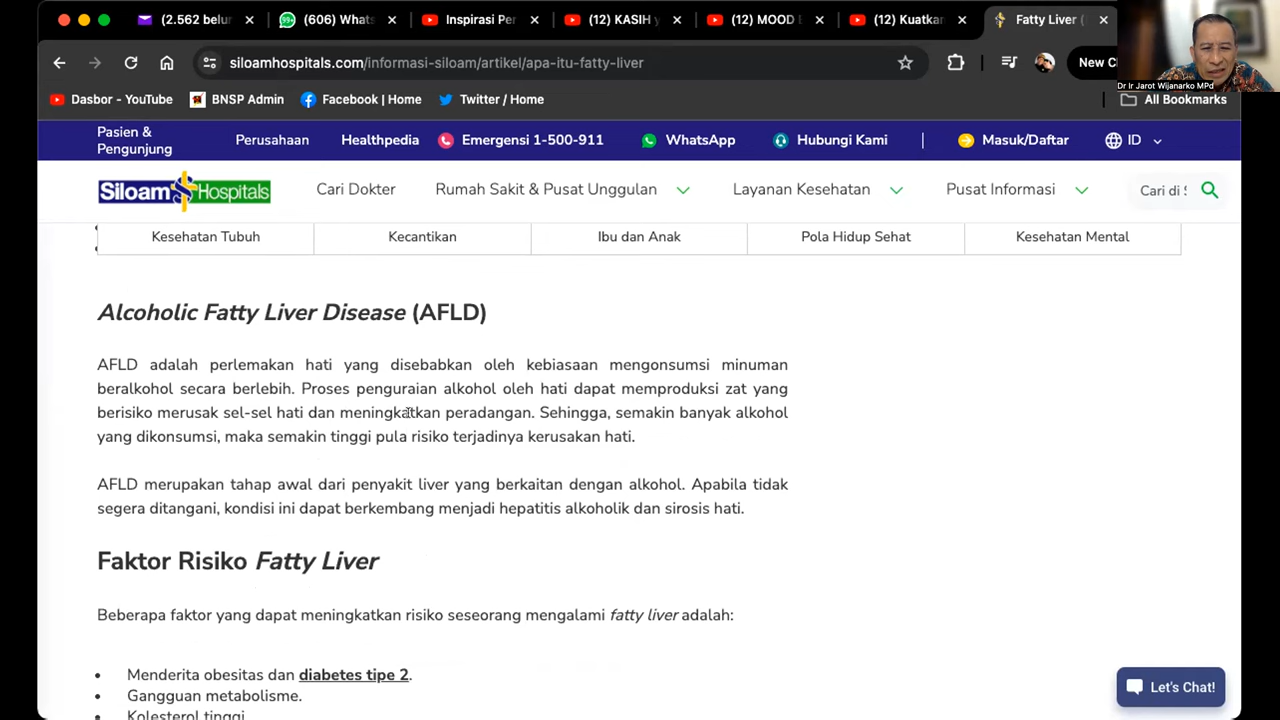 (2.562 belu
(606) Whats
Inspirasi Per
(12) KASIH y
(12) MOOD
(12) Kuatkar
Fatty Liver (
siloamhospitals.com/informasi-siloam/artikel/apa-itu-fatty-liver
New Ch
Dr Ir Jarot Wijanarko MPd
Dasbor - YouTube
BNSP Admin
Facebook | Home
Twitter / Home
All Bookmarks
Pasien &
Pengunjung
Perusahaan
Healthpedia
Emergensi 1-500-911
WhatsApp
Hubungi Kami
Masuk/Daftar
ID
Siloam Hospitals
Cari Dokter
Rumah Sakit & Pusat Unggulan
Layanan Kesehatan
Pusat Informasi
Cari di S
Kesehatan Tubuh
Kecantikan
Ibu dan Anak
Pola Hidup Sehat
Kesehatan Mental
Alcoholic Fatty Liver Disease (AFLD)
AFLD adalah perlemakan hati yang disebabkan oleh kebiasaan mengonsumsi minuman
beralkohol secara berlebih. Proses penguraian alkohol oleh hati dapat memproduksi zat yang
berisiko merusak sel-sel hati dan meningkatkan peradangan. Sehingga, semakin banyak alkohol
yang dikonsumsi, maka semakin tinggi pula risiko terjadinya kerusakan hati.
AFLD merupakan tahap awal dari penyakit liver yang berkaitan dengan alkohol. Apabila tidak
segera ditangani, kondisi ini dapat berkembang menjadi hepatitis alkoholik dan sirosis hati.
Faktor Risiko Fatty Liver
Beberapa faktor yang dapat meningkatkan risiko seseorang mengalami fatty liver adalah:
Menderita obesitas dan diabetes tipe 2.
Gangguan metabolisme.
Kolesterol tinggi
Let's Chat!